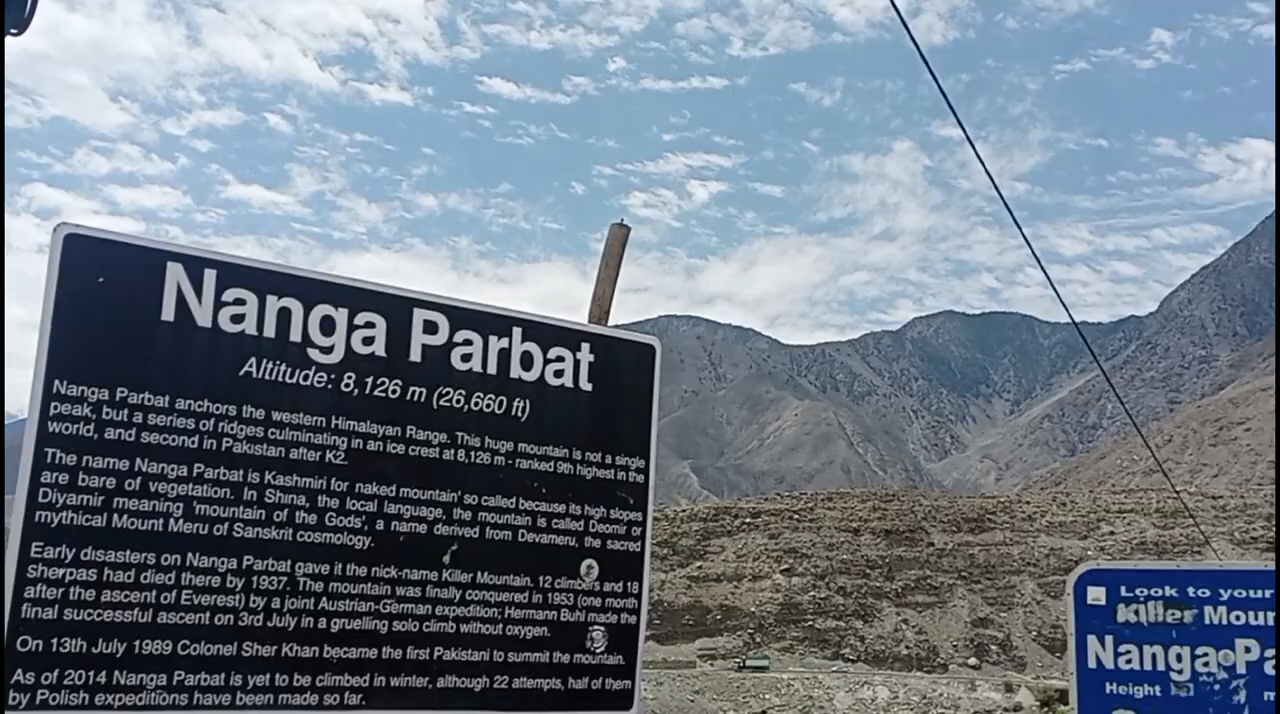 Nanga Parbat
Altitude: 8,126 m (26,660 ft)
Nanga Parbat anchors the western Himalayan Range. This huge mountain is not a single
peak, but a series of ridges culminating in an ice crest at 8,126 m - ranked 9th highest in the
world, and second in Pakistan after K2.
The name Nanga Parbat is Kashmiri for 'naked mountain' so called because its high slopes
are bare of vegetation. In Shina, the local language, the mountain is called Deomir or
Diyamir meaning 'mountain of the Gods', a name derived from Devameru, the sacred
mythical Mount Meru of Sanskrit cosmology.
Early disasters on Nanga Parbat gave it the nick-name Killer Mountain. 12 climbers and 18
Sherpas had died there by 1937. The mountain was finally conquered in 1953 (one month
after the ascent of Everest) by a joint Austrian-German expedition; Hermann Buhl made the
final successful ascent on 3rd July in a gruelling solo climb without oxygen.
On 13th July 1989 Colonel Sher Khan became the first Pakistani to summit the mountain.
As of 2014 Nanga Parbat is yet to be climbed in winter, although 22 attempts, half of them
by Polish expeditions have been made so far.
Look to your
Killer Moun
Nanga Pa
Height